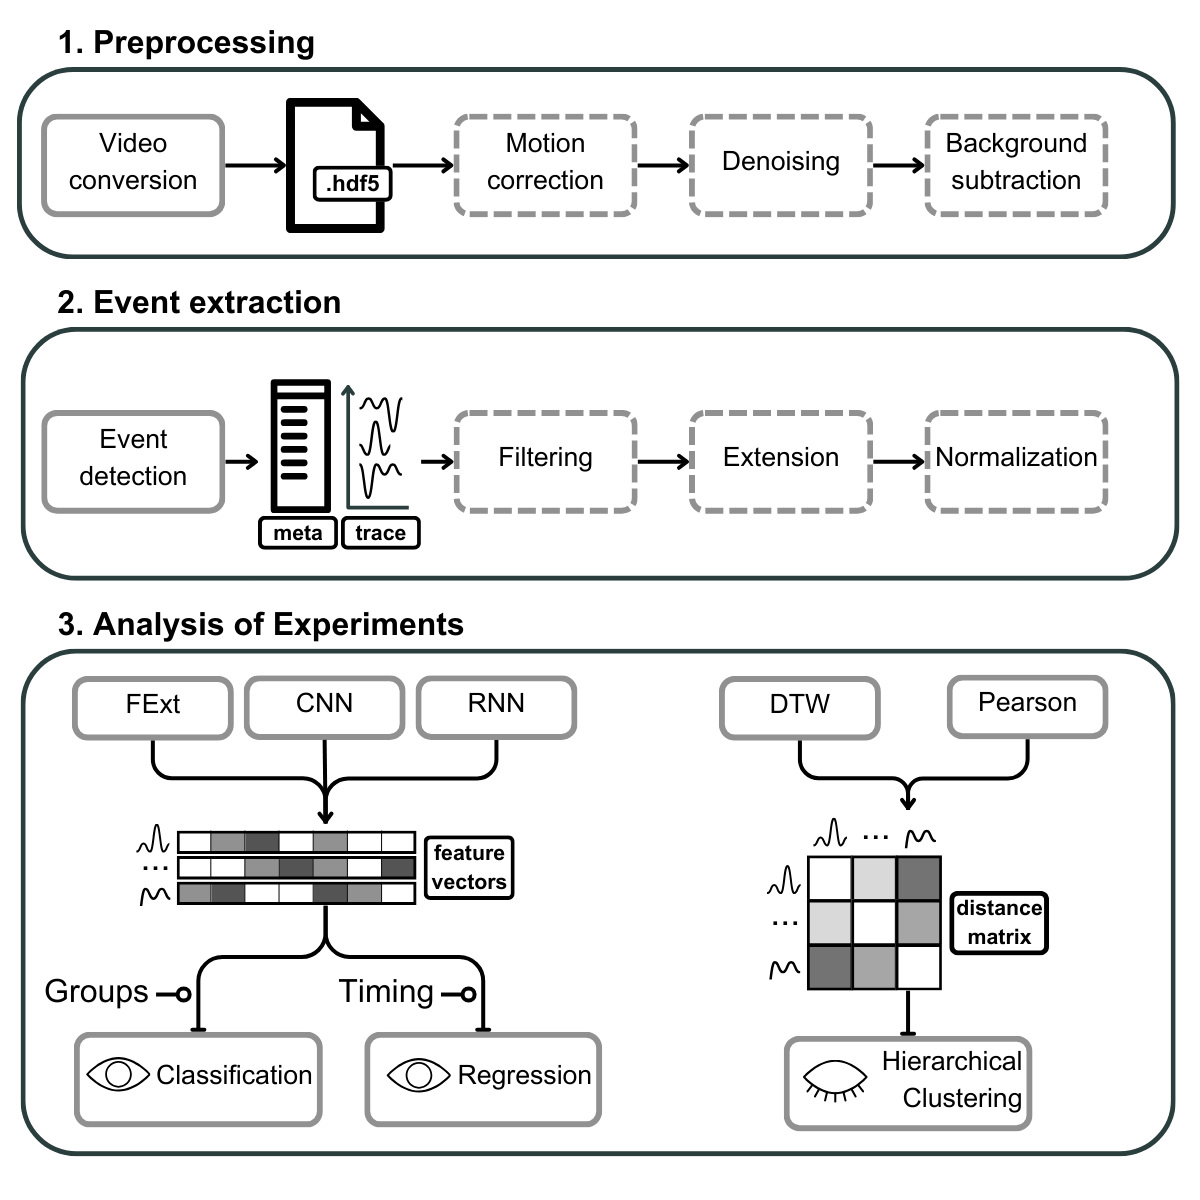 1. Preprocessing
Video
conversion
.hdf5
Motion
correction
Denoising
Background
subtraction
2. Event extraction
Event
detection
meta
trace
Filtering
Extension
Normalization
3. Analysis of Experiments
FExt
CNN
RNN
DTW
Pearson
...
feature
vectors
Groups
Timing
Classification
Regression
...
...
distance
matrix
Hierarchical
Clustering